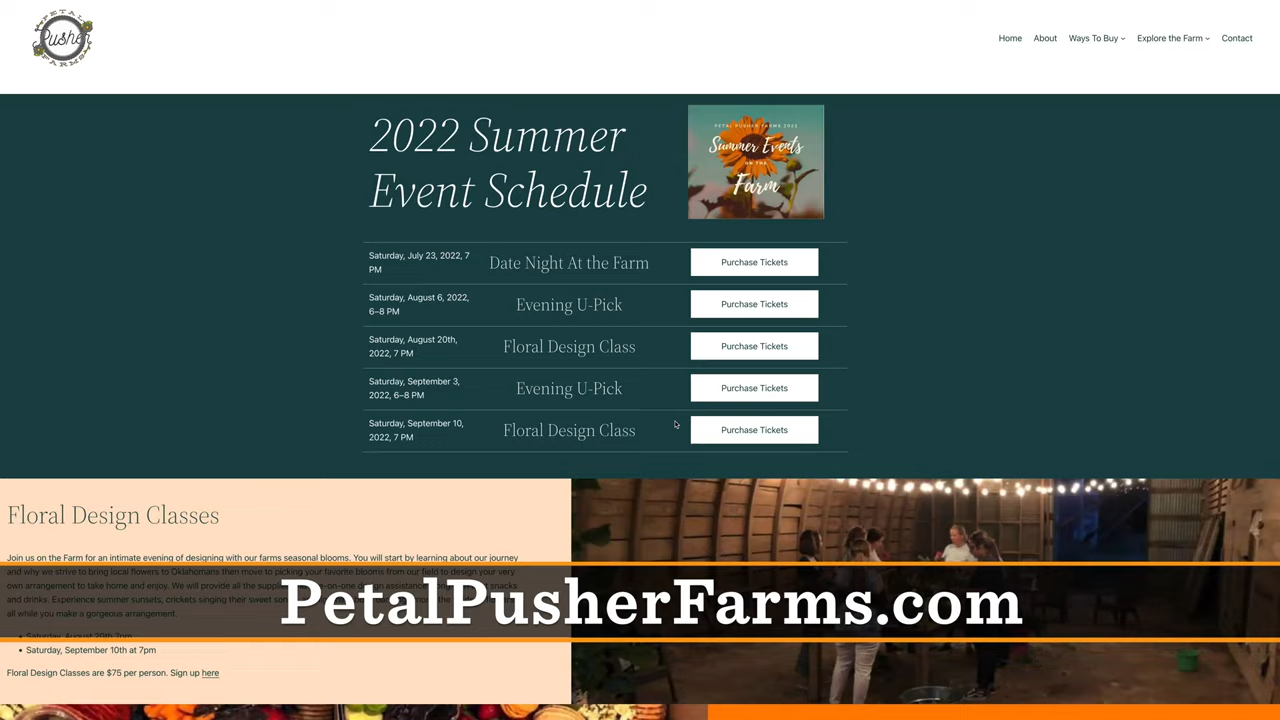 PETAL
Pusher
FARMS
Home About Ways To Buy Explore the Farm Contact
2022 Summer
Event Schedule
PETAL PUSHER FARMS 2022
Summer Events
ON THE
Farm
Saturday, July 23, 2022, 7
PM
Date Night At the Farm
Purchase Tickets
Saturday, August 6, 2022,
6–8 PM
Evening U-Pick
Purchase Tickets
Saturday, August 20th,
2022, 7 PM
Floral Design Class
Purchase Tickets
Saturday, September 3,
2022, 6–8 PM
Evening U-Pick
Purchase Tickets
Saturday, September 10,
2022, 7 PM
Floral Design Class
Purchase Tickets
Floral Design Classes
Join us on the Farm for an intimate evening of designing with our farms seasonal blooms. You will start by learning about our journey
and why we strive to bring local flowers to Oklahomans then move to picking your favorite blooms from our field to design your very
own arrangement to take home and enjoy. We will provide all the supplies, design assistance snacks
and drinks. Experience summer sunsets, crickets singing their sweet
all while you make a gorgeous arrangement.
• Saturday, August 20th 7pm
• Saturday, September 10th at 7pm
Floral Design Classes are $75 per person. Sign up here
PetalPusherFarms.com